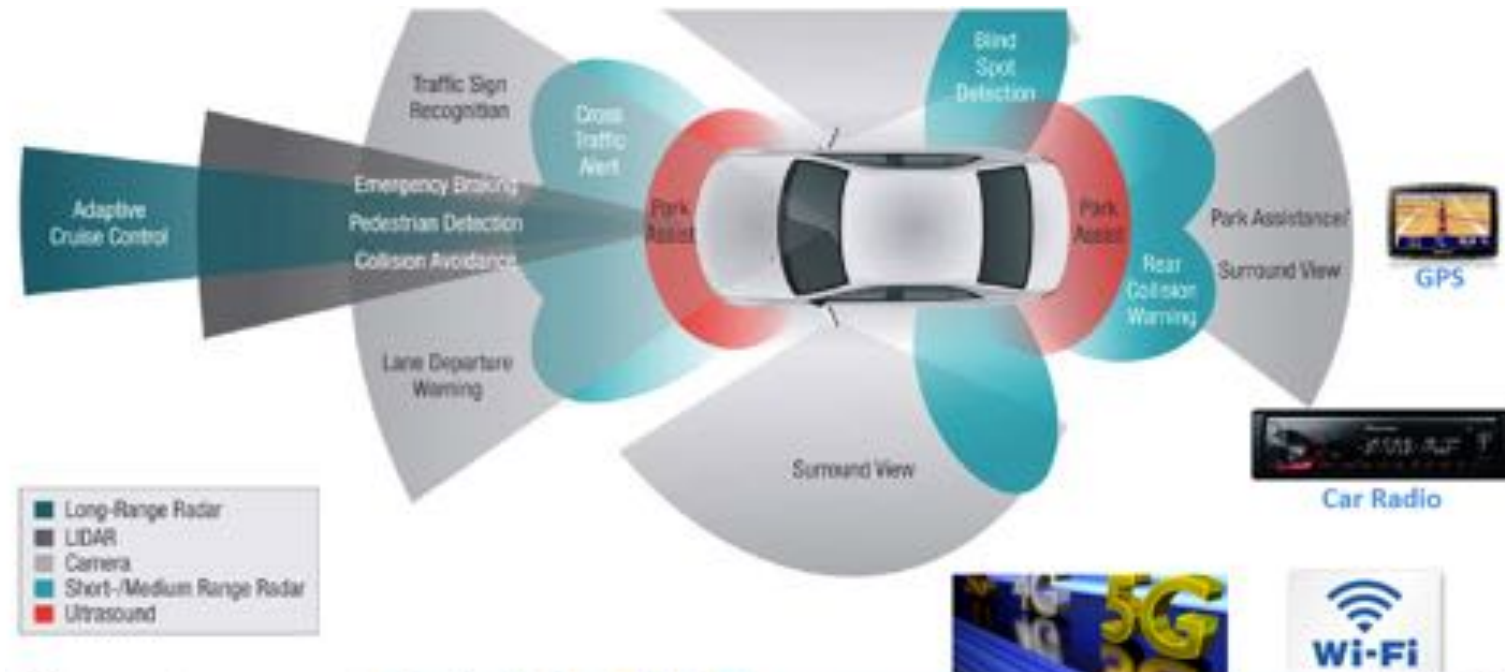 Blind
Spot
Detection
Traffic Sign
Recognition
Cross
Traffic
Alert
Emergency Braking
Pedestrian Detection
Collision Avoidance
Adaptive
Cruise Control
Park
Assist
Park
Assist
Park Assistance/
Surround View
Rear
Collision
Warning
GPS
Lane Departure
Warning
Surround View
Car Radio
Long-Range Radar
LIDAR
Camera
Short-/Medium Range Radar
Ultrasound
5G
Wi-Fi